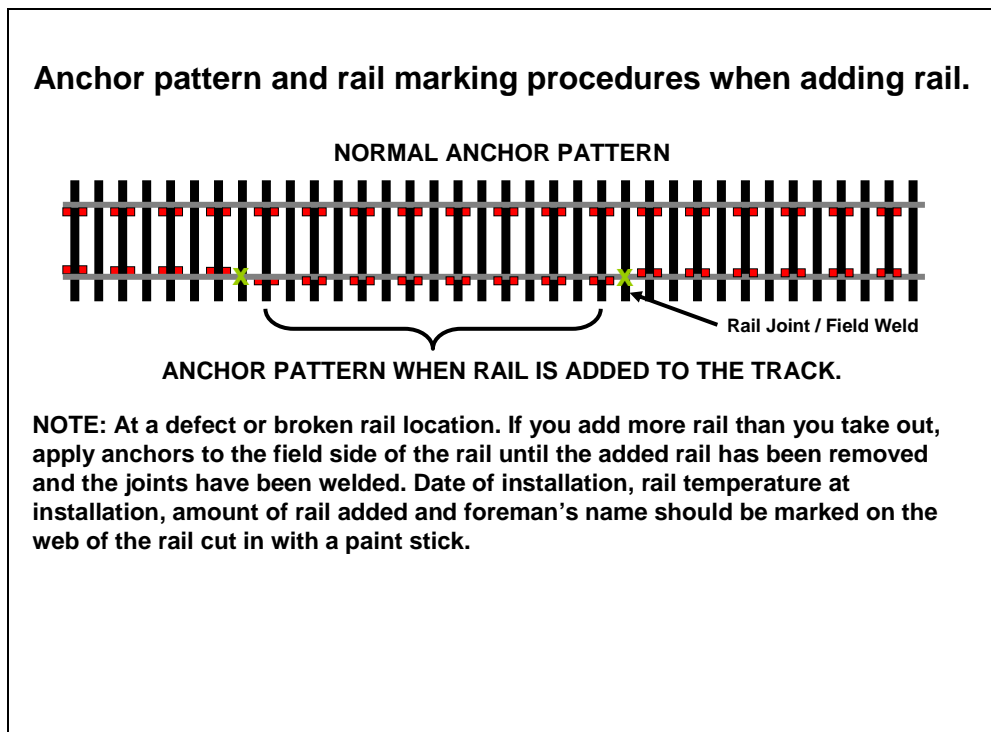 Anchor pattern and rail marking procedures when adding rail.
NORMAL ANCHOR PATTERN
X
X
Rail Joint / Field Weld
ANCHOR PATTERN WHEN RAIL IS ADDED TO THE TRACK.
NOTE: At a defect or broken rail location. If you add more rail than you take out,
apply anchors to the field side of the rail until the added rail has been removed
and the joints have been welded. Date of installation, rail temperature at
installation, amount of rail added and foreman’s name should be marked on the
web of the rail cut in with a paint stick.